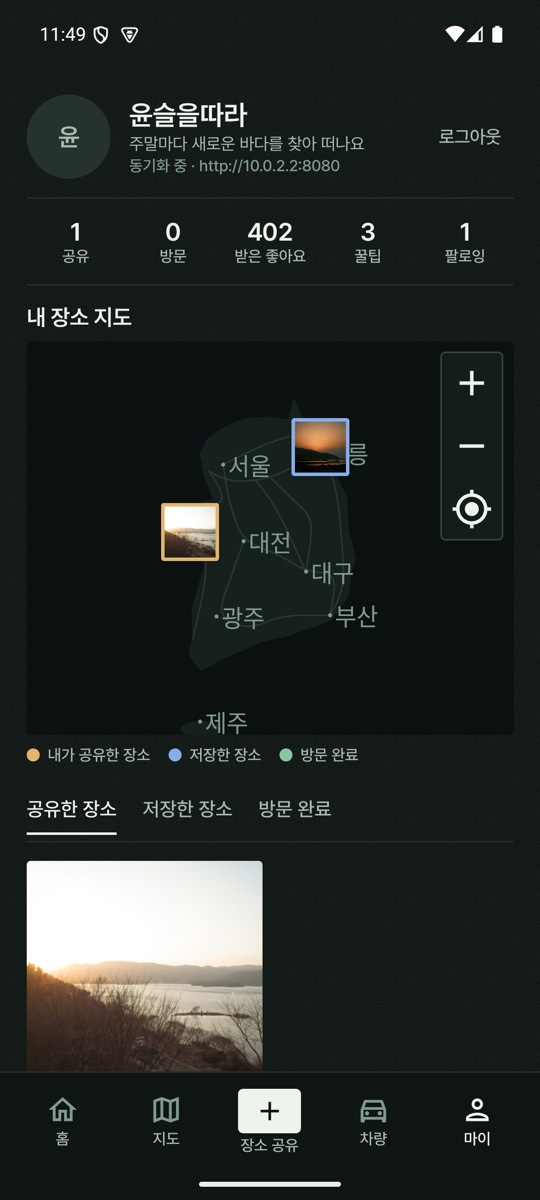 11:49
윤
윤슬을따라
주말마다 새로운 바다를 찾아 떠나요
동기화 중 · http://10.0.2.2:8080
로그아웃
1 0 402 3 1
공유 방문 받은 좋아요 꿀팁 팔로잉
내 장소 지도
서울
릉
대전
대구
광주
부산
제주
내가 공유한 장소 저장한 장소 방문 완료
공유한 장소 저장한 장소 방문 완료
홈 지도 장소 공유 차량 마이